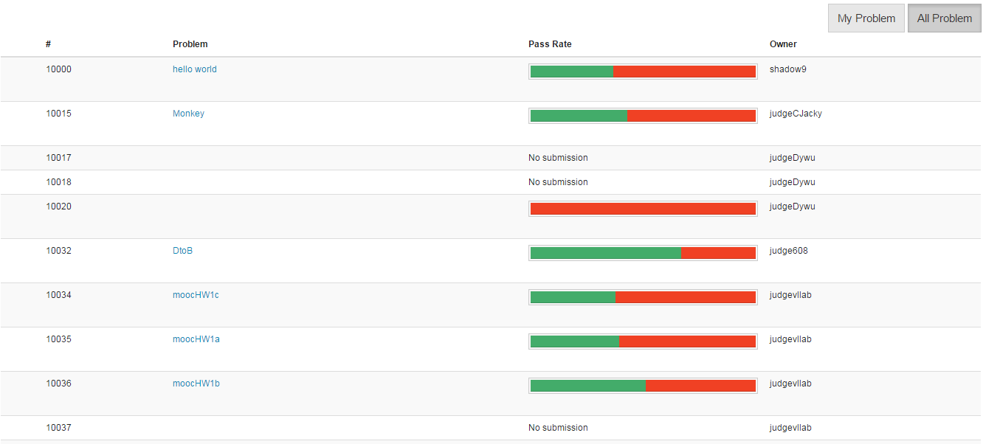 My Problem All Problem
# Problem Pass Rate Owner
10000 hello world shadow9
10015 Monkey judgeCJacky
10017 No submission judgeDywu
10018 No submission judgeDywu
10020 judgeDywu
10032 DtoB judge608
10034 moocHW1c judgevllab
10035 moocHW1a judgevllab
10036 moocHW1b judgevllab
10037 No submission judgevllab